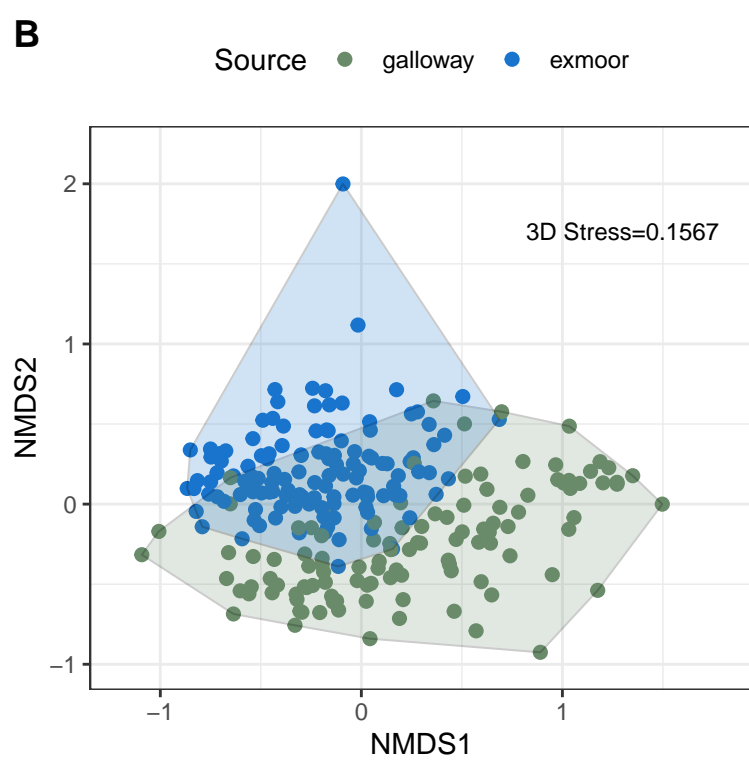 B
Source galloway exmoor
3D Stress=0.1567
NMDS2
2
1
0
−1
−1 0 1
NMDS1